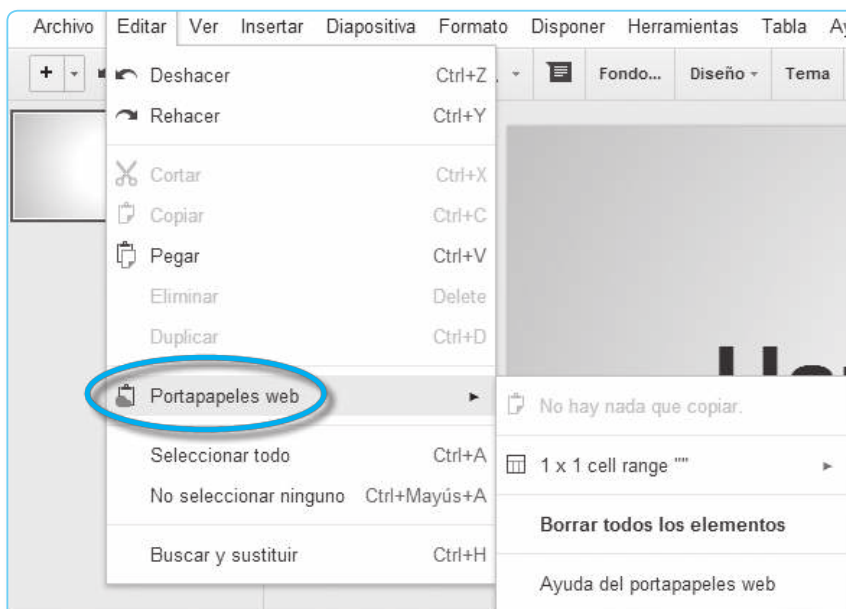 Archivo Editar Ver Insertar Diapositiva Formato Disponer Herramientas Tabla
Fondo... Diseño Tema
Deshacer Ctrl+Z
Rehacer Ctrl+Y
Cortar Ctrl+X
Copiar Ctrl+C
Pegar Ctrl+V
Eliminar Delete
Duplicar Ctrl+D
Portapapeles web
No hay nada que copiar.
Seleccionar todo Ctrl+A
1 x 1 cell range ""
No seleccionar ninguno Ctrl+Mayús+A
Borrar todos los elementos
Buscar y sustituir Ctrl+H
Ayuda del portapapeles web